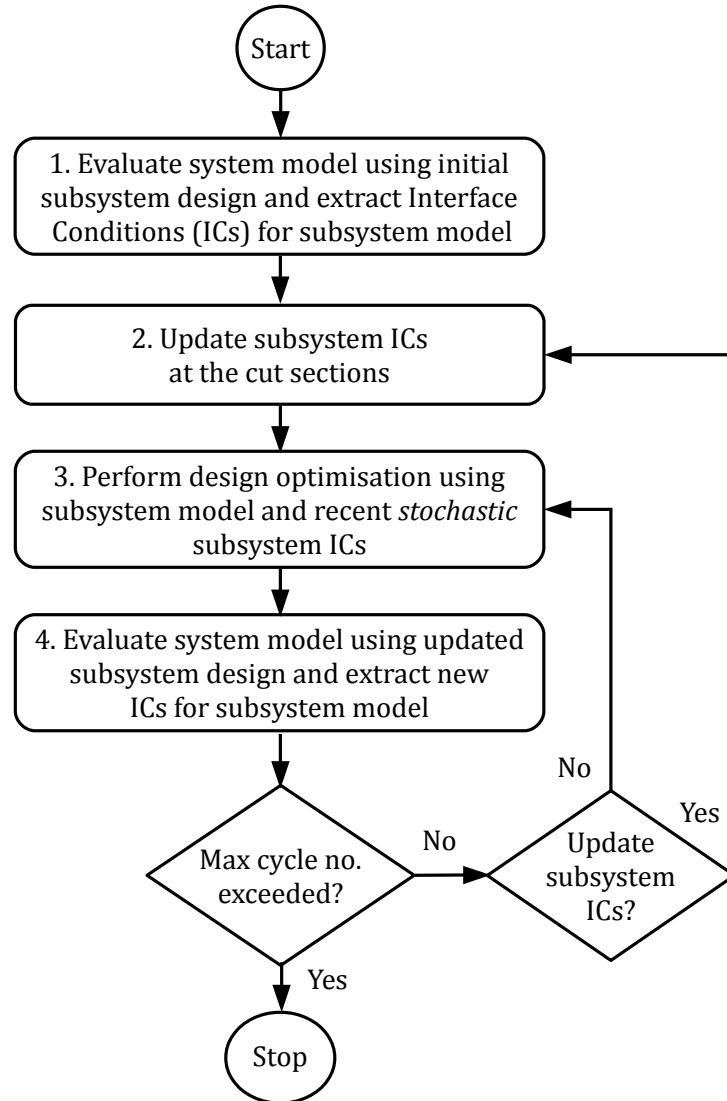 Start
1. Evaluate system model using initial
subsystem design and extract Interface
Conditions (ICs) for subsystem model
2. Update subsystem ICs
at the cut sections
3. Perform design optimisation using
subsystem model and recent stochastic
subsystem ICs
4. Evaluate system model using updated
subsystem design and extract new
ICs for subsystem model
No
Yes
Max cycle no.
exceeded?
No
Update
subsystem
ICs?
Yes
Stop